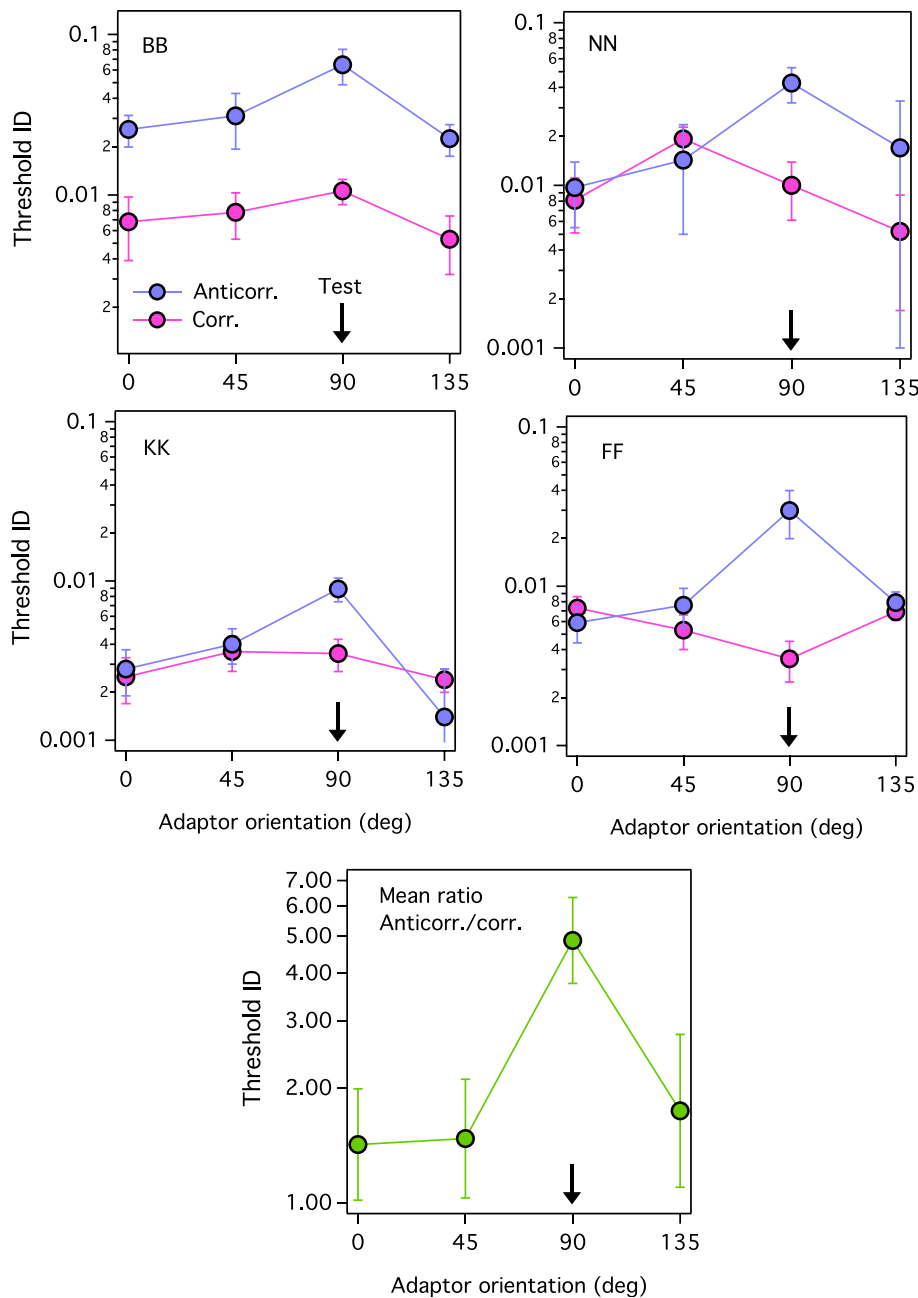 BB
Threshold ID
0.1
8
6
4
2
0.01
8
6
4
2
Anticorr.
Corr.
Test
0 45 90 135
NN
0.1
8
6
4
2
0.01
8
6
4
2
0.001
0 45 90 135
KK
Threshold ID
0.1
8
6
4
2
0.01
8
6
4
2
0.001
0 45 90 135
Adaptor orientation (deg)
FF
0.1
8
6
4
2
0.01
8
6
4
2
0.001
0 45 90 135
Adaptor orientation (deg)
Mean ratio
Anticorr./corr.
Threshold ID
7.00
6.00
5.00
4.00
3.00
2.00
1.00
0 45 90 135
Adaptor orientation (deg)